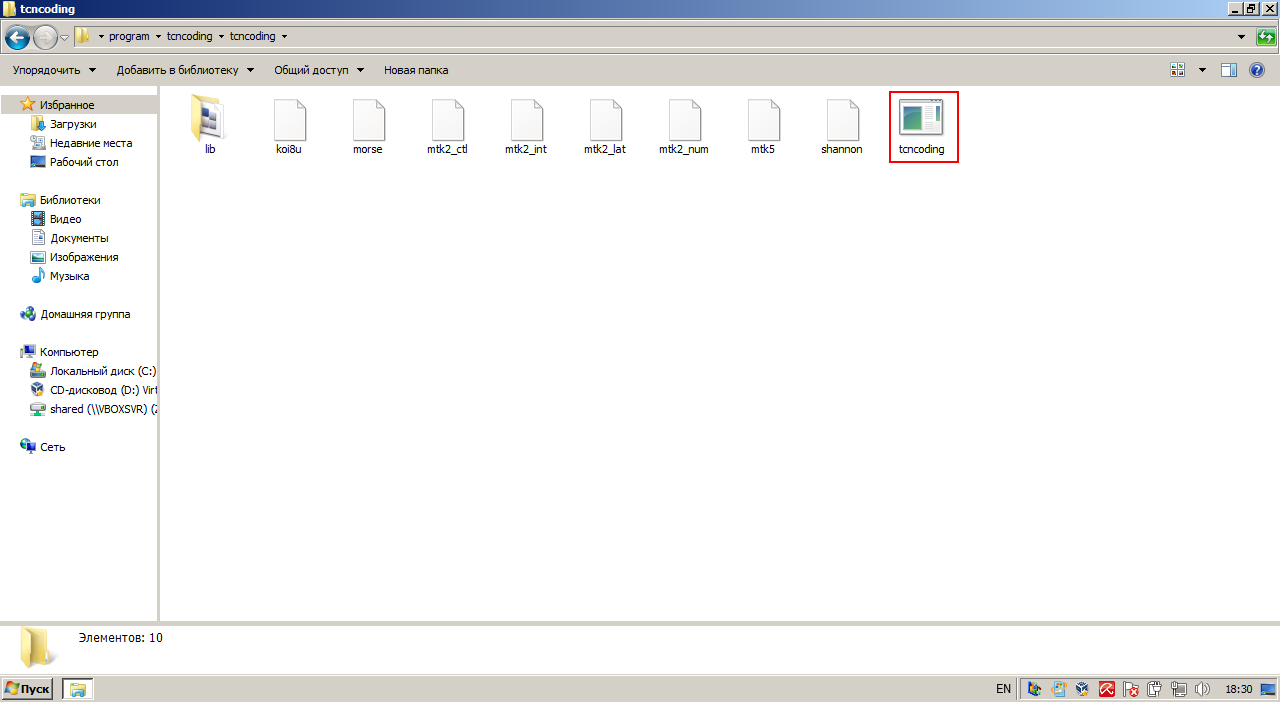 tcncoding
program tcncoding tcncoding
Упорядочить Добавить в библиотеку Общий доступ Новая папка
Избранное
Загрузки
Недавние места
Рабочий стол
Библиотеки
Видео
Документы
Изображения
Музыка
Домашняя группа
Компьютер
Локальный диск (C:)
CD-дисковод (D:) Virt
shared (\\VBOXSVR) (Z
Сеть
lib koi8u morse mtk2_ctl mtk2_int mtk2_lat mtk2_num mtk5 shannon tcncoding
Элементов: 10
Пуск EN 18:30